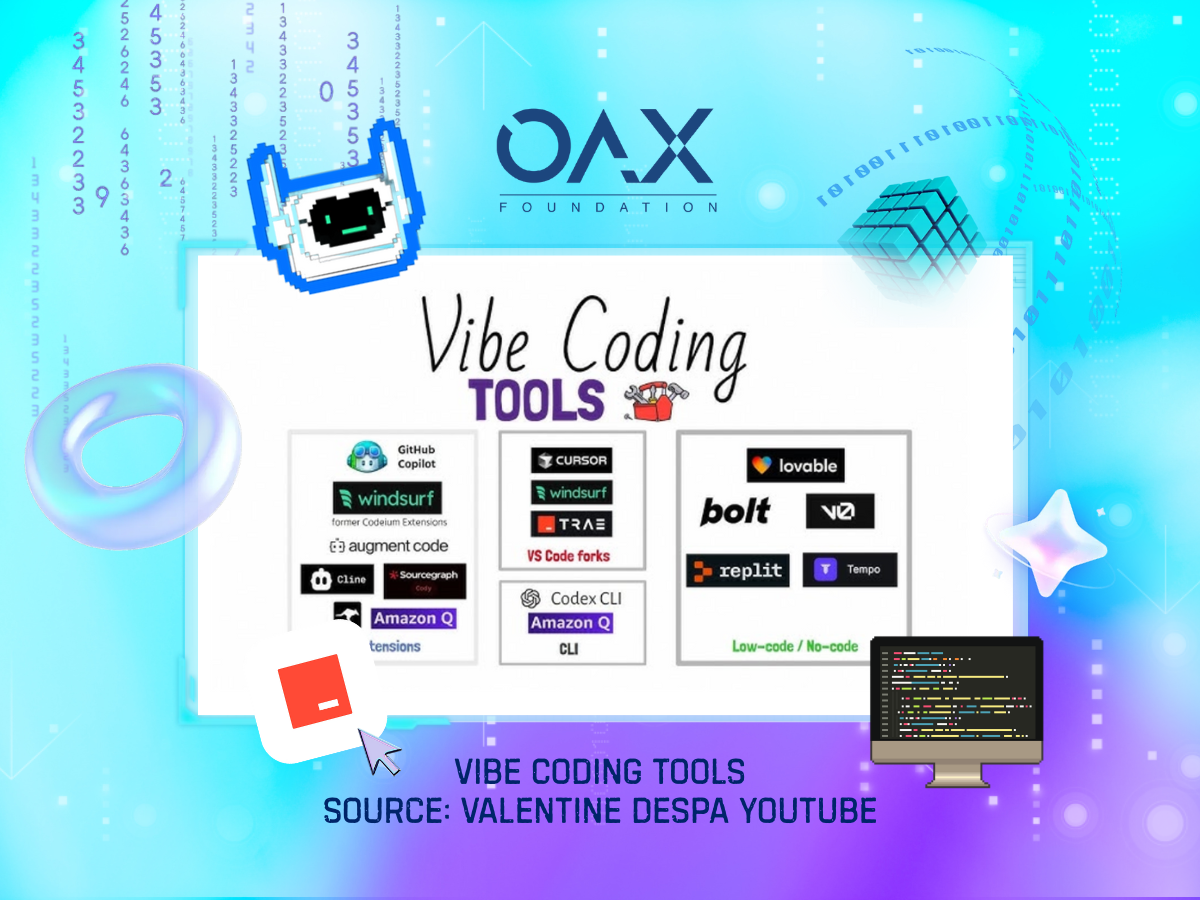 OAX
FOUNDATION
Vibe Coding
TOOLS
GitHub
Copilot
windsurf
former Codeium Extensions
augment code
Cline
Sourcegraph
Cody
Amazon Q
tensions
CURSOR
windsurf
TRAE
VS Code forks
Codex CLI
Amazon Q
CLI
lovable
bolt
v0
replit
T Tempo
Low-code / No-code
VIBE CODING TOOLS
SOURCE: VALENTINE DESPA YOUTUBE